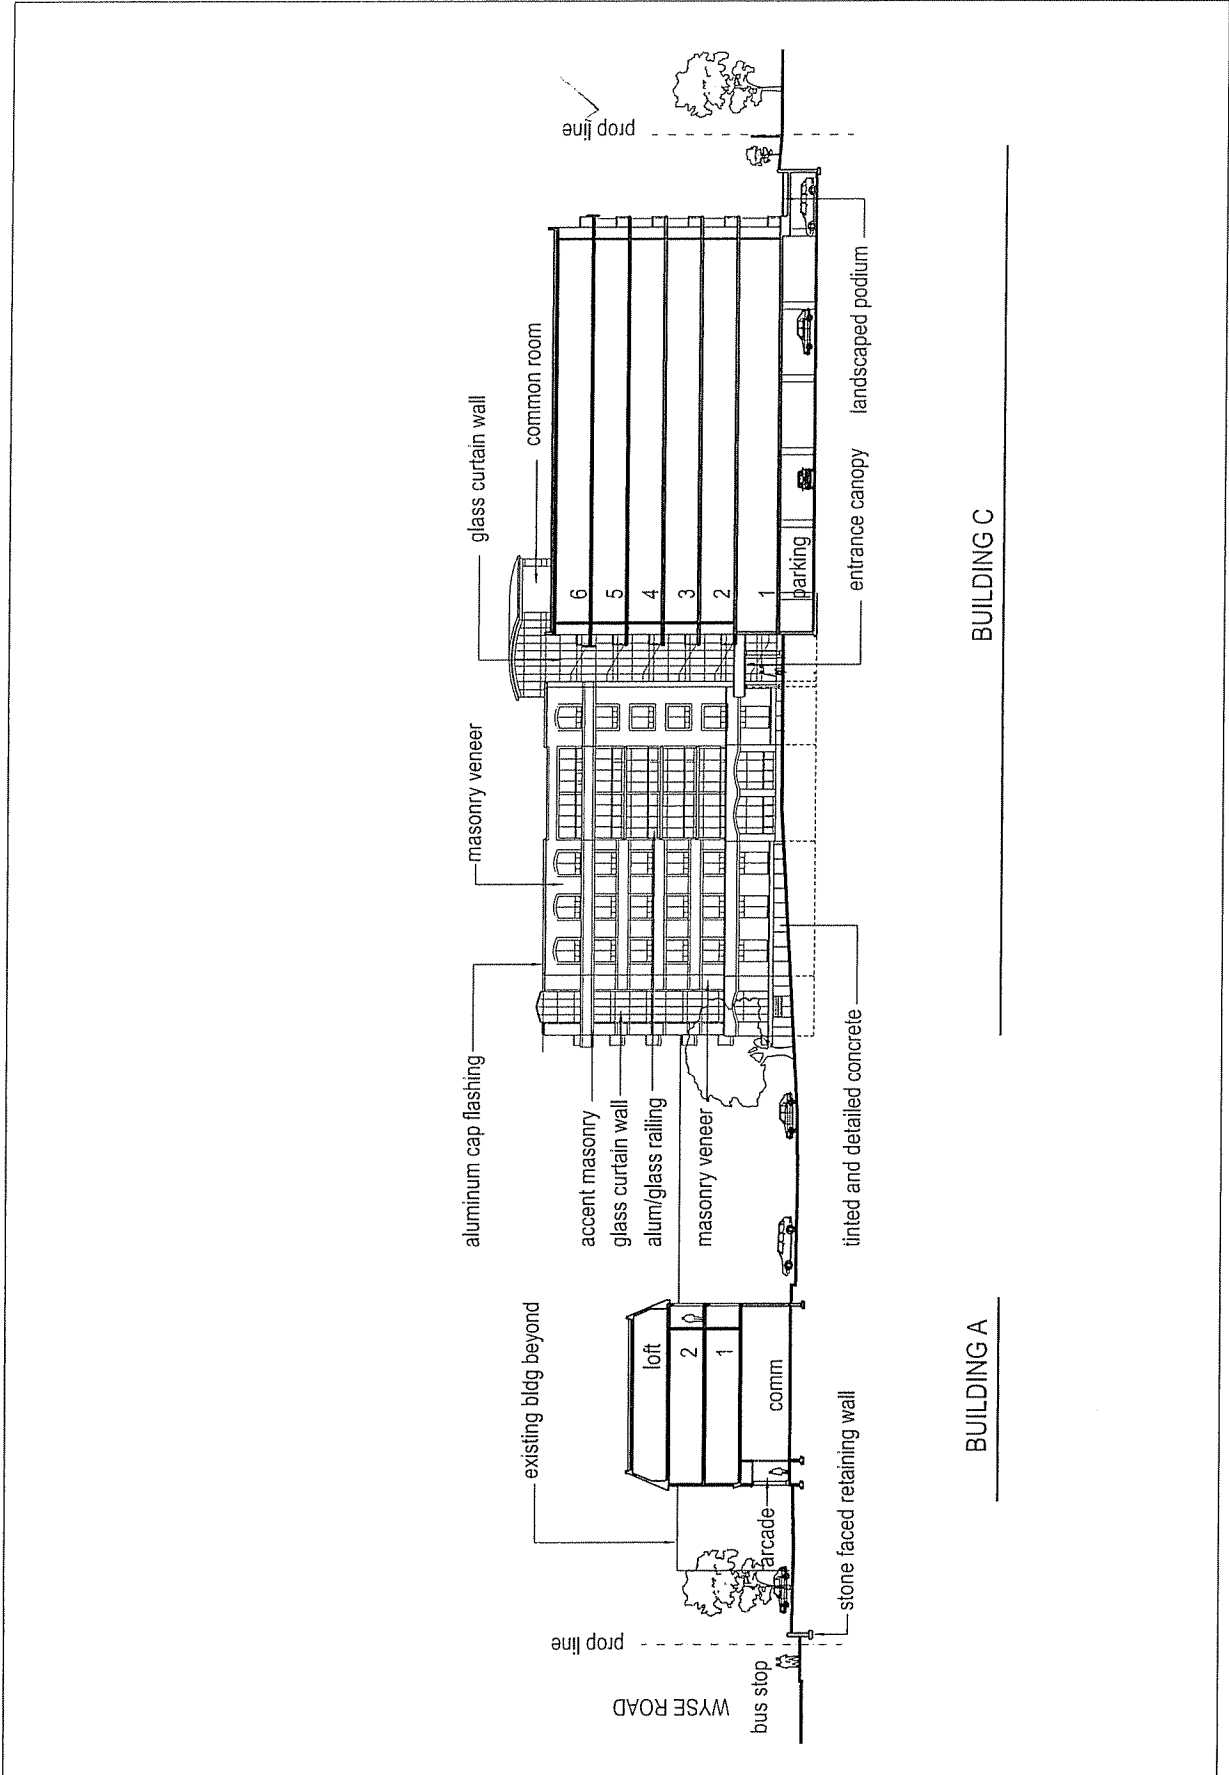 WYSE ROAD
bus stop
prop line
stone faced retaining wall
existing bldg beyond
arcade
comm
1
2
loft
BUILDING A
aluminum cap flashing
accent masonry
glass curtain wall
alum/glass railing
masonry veneer
tinted and detailed concrete
masonry veneer
glass curtain wall
common room
6
5
4
3
2
1
parking
entrance canopy
landscaped podium
prop line
BUILDING C